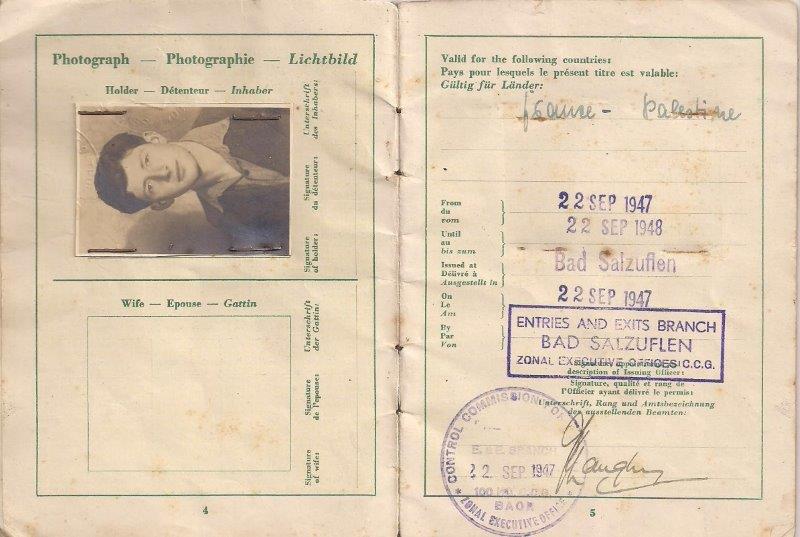 Photograph — Photographie — Lichtbild
Holder — Détenteur — Inhaber
Unterschrift
des Inhabers:
Signature
du détenteur:
Signature
of holder:
Wife — Epouse — Gattin
Unterschrift
der Gattin:
Signature
de l'epouse:
Signature
of wife:
4
Valid for the following countries:
Pays pour lesquels le présent titre est valable:
Gültig für Länder:
France - Palestine
From
du
vom
22 SEP 1947
Until
au
bis zum
22 SEP 1948
Issued at
Délivré à
Ausgestellt in
Bad Salzuflen
On
Le
Am
22 SEP 1947
By
Par
Von
ENTRIES AND EXITS BRANCH
BAD SALZUFLEN
ZONAL EXECUTIVE OFFICES C.C.G.
description of Issuing Officer:
Signature, qualité et rang de
l'Officier ayant délivré le permis:
Unterschrift, Rang und Amtsbezeichnung
des ausstellenden Beamten:
CONTROL COMMISSION FOR
E. & E. BRANCH
22 SEP 1947
BAOR
ZONAL EXECUTIVE OFFICE
5